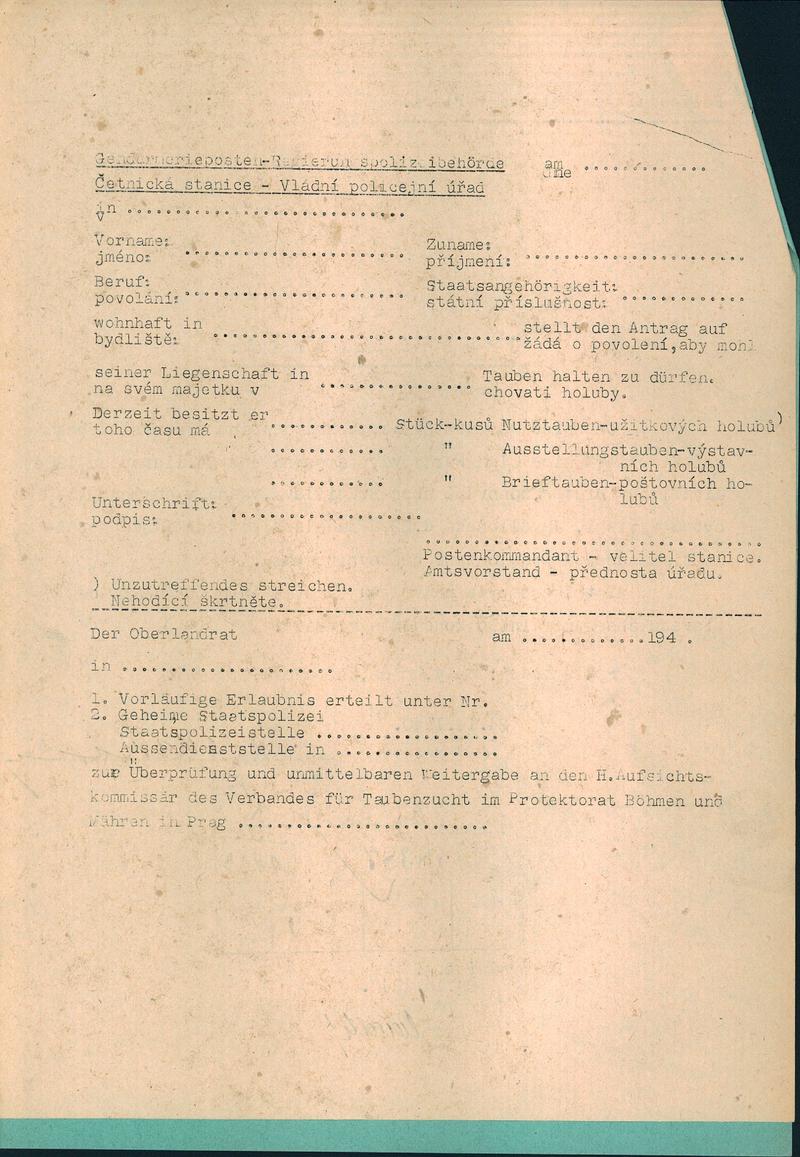 Gendarmerieposten-Regierungspolizeibehörde am ............
dne
Četnická stanice - Vládní policejní úřad
in
v ..............................
Vorname: Zuname:
jméno: ........................ příjmení: ........................
Beruf: Staatsangehörigkeit:
povolání: ........................ státní příslušnost: ..............
wohnhaft in stellt den Antrag auf
bydliště: .................................. žádá o povolení, aby mohl
seiner Liegenschaft in Tauben halten zu dürfen.
na svém majetku v ................. chovati holuby.
Derzeit besitzt er
toho času má ............. Stück-kusů Nutztauben-užitkových holubů)
............. " Ausstellungstauben-výstav-
ních holubů
............. " Brieftauben-poštovních ho-
lubů
Unterschrift:
podpis: ......................
......................................
Postenkommandant - velitel stanice.
Amtsvorstand - přednosta úřadu.
) Unzutreffendes streichen.
Nehodící škrtněte.
Der Oberlandrat am ..............194 .
in .......................
1. Vorläufige Erlaubnis erteilt unter Nr.
2. Geheime Staatspolizei
Staatspolizeistelle ....................
Aussendienststelle in ..................
zur Überprüfung und unmittelbaren Weitergabe an den H.Aufsichts-
kommissär des Verbandes für Taubenzucht im Protektorat Böhmen und
Mähren in Prag ............................